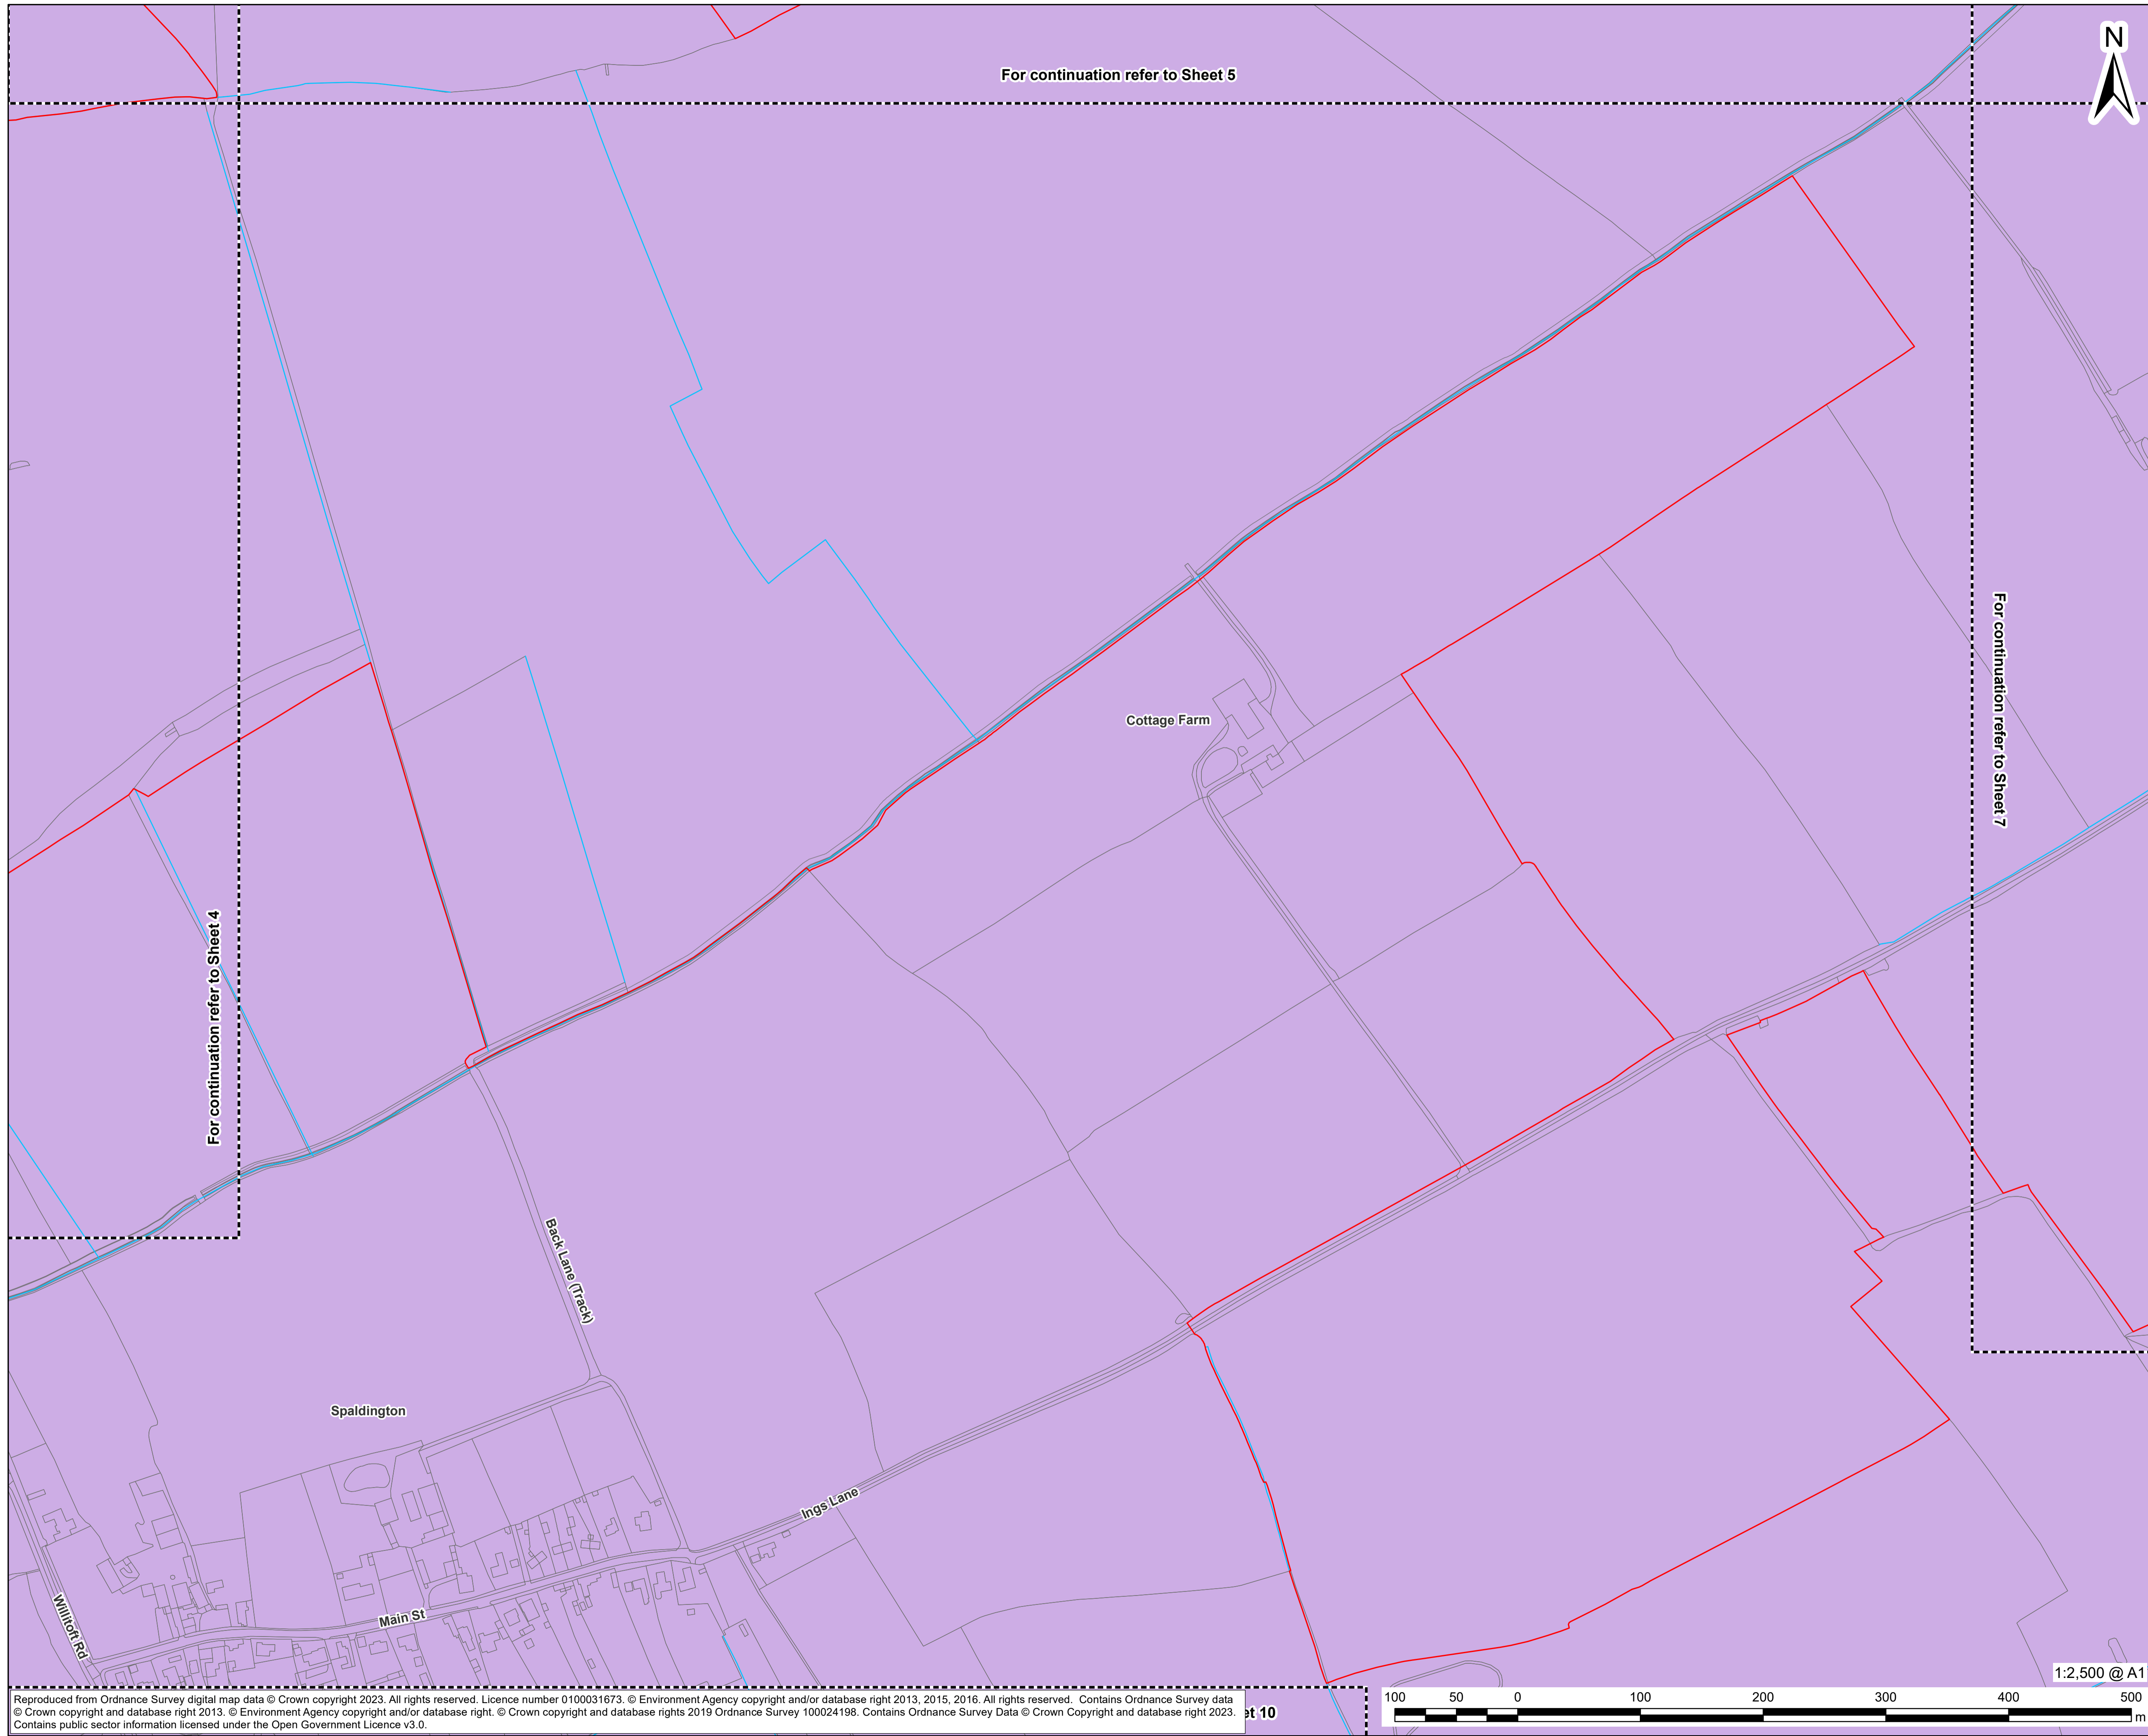 For continuation refer to Sheet 5
N
For continuation refer to Sheet 7
Cottage Farm
For continuation refer to Sheet 4
Back Lane (Track)
Spaldington
Ings Lane
Main St
Willitoft Rd
1:2,500 @ A1
Reproduced from Ordnance Survey digital map data © Crown copyright 2023. All rights reserved. Licence number 0100031673. © Environment Agency copyright and/or database right 2013, 2015, 2016. All rights reserved. Contains Ordnance Survey data
© Crown copyright and database right 2013. © Environment Agency copyright and/or database right. © Crown copyright and database rights 2019 Ordnance Survey 100024198. Contains Ordnance Survey Data © Crown Copyright and database right 2023.
Contains public sector information licensed under the Open Government Licence v3.0.
et 10
100 50 0 100 200 300 400 500
m